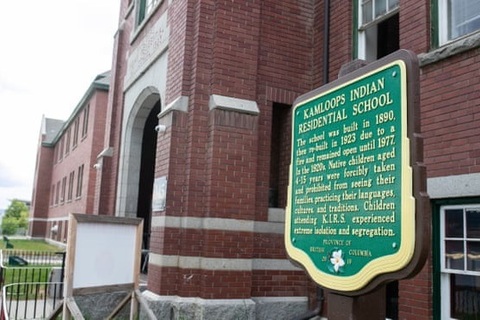 KAMLOOPS INDIAN
RESIDENTIAL SCHOOL
The school was built in 1890,
then re-built in 1923 due to a
fire and remained open until 1977.
In the 1920s, Native children aged
4-15 years were forcibly taken
and prohibited from seeing their
families, practicing their languages,
cultures, and traditions. Children
attending K.I.R.S. experienced
extreme isolation and segregation.
PROVINCE OF
BRITISH COLUMBIA